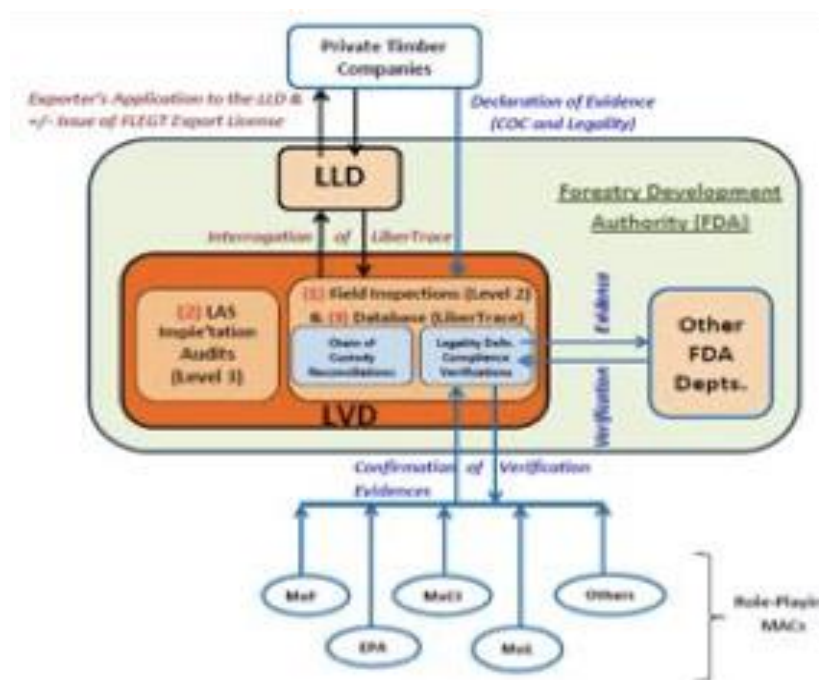 Private Timber
Companies
Exporter's Application to the LLD &
+/- Issue of FLEGT Export License
Declaration of Evidence
(COC and Legality)
LLD
Forestry Development
Authority (FDA)
Interrogation of LiberTrace
(1) Field Inspections (Level 2)
& (3) Database (LiberTrace)
(2) LAS
Imple'tation
Audits
(Level 3)
Chain of
Custody
Reconciliations
Legality Defn.
Compliance
Verifications
Evidence
Verification
Other
FDA
Depts.
LVD
Confirmation of Verification
Evidences
MoF
Others
EPA
Role-Playin
MACs